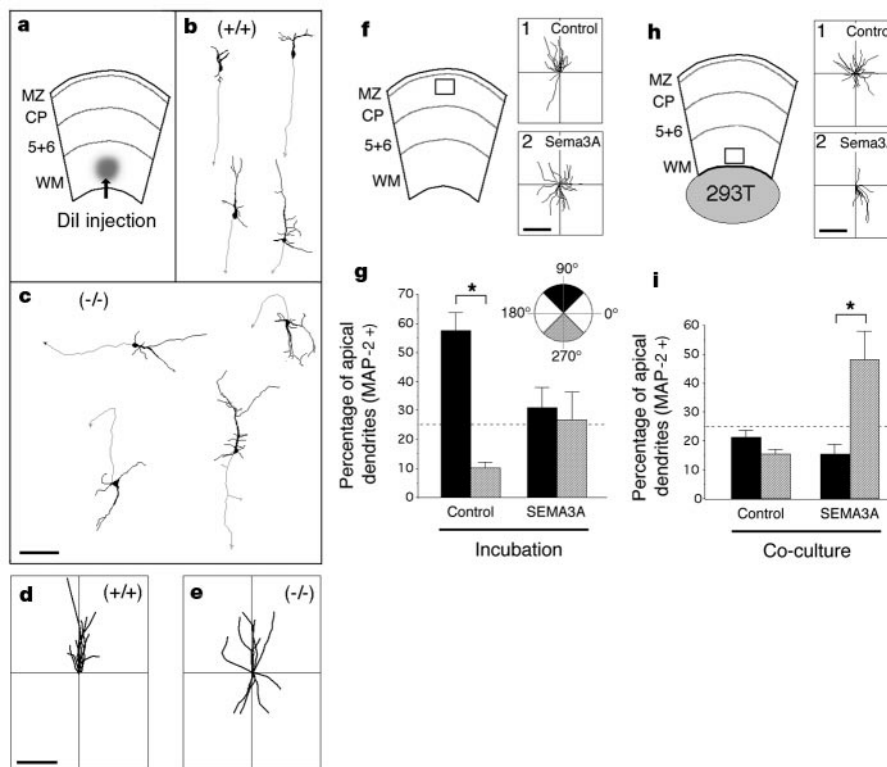 a
MZ
CP
5+6
WM
DiI injection
b (+/+)
c (-/-)
d (+/+)
e (-/-)
f
MZ
CP
5+6
WM
1 Control
2 Sema3A
g
90°
180° 0°
270°
Percentage of apical
dendrites (MAP-2 +)
70
60
50
40
30
20
10
0
*
Control SEMA3A
Incubation
h
MZ
CP
5+6
WM
293T
1 Contro
2 Sema3
i
Percentage of apical
dendrites (MAP-2 +)
60
50
40
30
20
10
0
*
Control SEMA3A
Co-culture